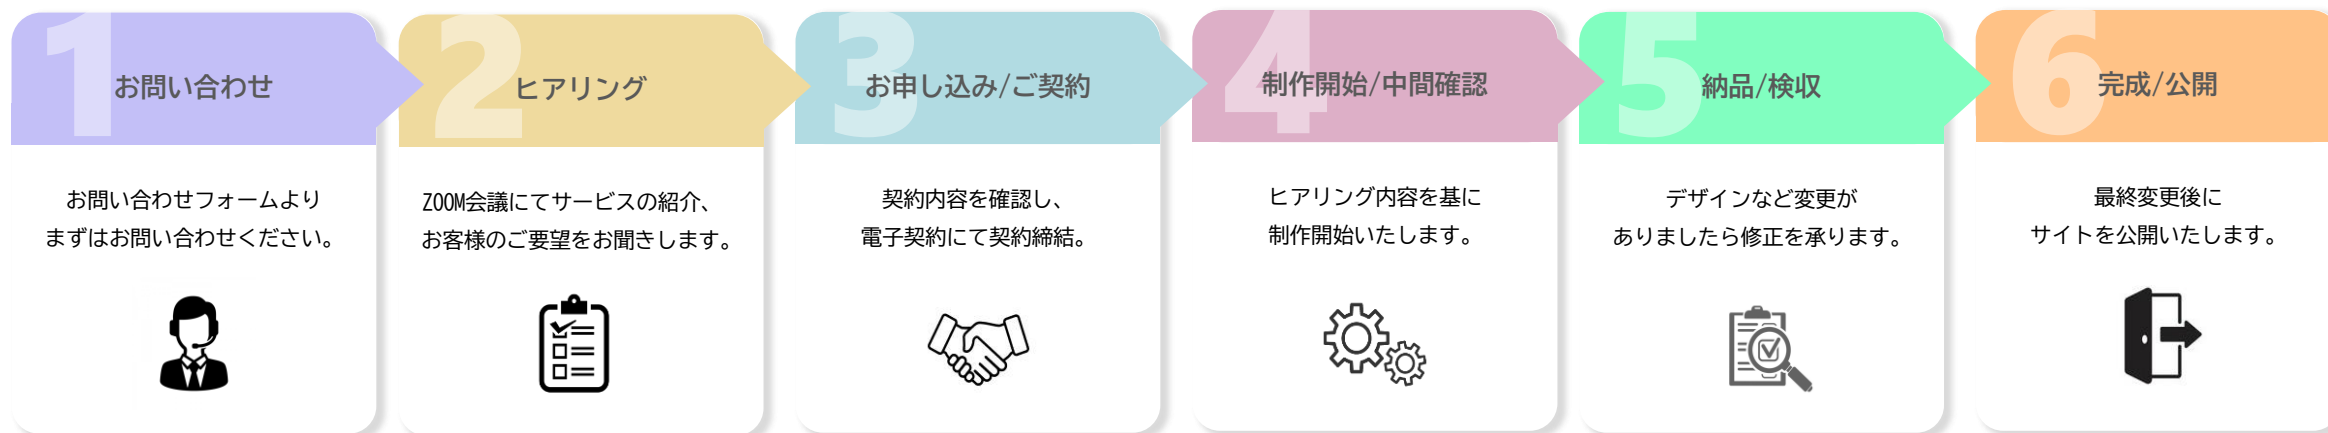 1
お問い合わせ
お問い合わせフォームより
まずはお問い合わせください。
2
ヒアリング
ZOOM会議にてサービスの紹介、
お客様のご要望をお聞きします。
3
お申し込み/ご契約
契約内容を確認し、
電子契約にて契約締結。
4
制作開始/中間確認
ヒアリング内容を基に
制作開始いたします。
5
納品/検収
デザインなど変更が
ありましたら修正を承ります。
6
完成/公開
最終変更後に
サイトを公開いたします。